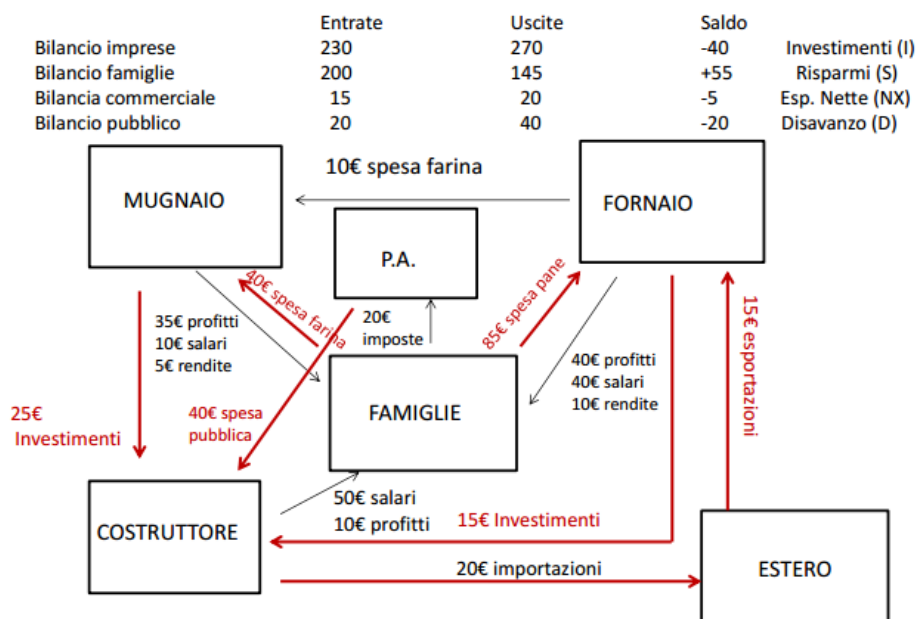 Entrate Uscite Saldo
Bilancio imprese 230 270 -40 Investimenti (I)
Bilancio famiglie 200 145 +55 Risparmi (S)
Bilancia commerciale 15 20 -5 Esp. Nette (NX)
Bilancio pubblico 20 40 -20 Disavanzo (D)
10€ spesa farina
MUGNAIO
FORNAIO
P.A.
40€ spesa farina
85€ spesa pane
15€ esportazioni
35€ profitti
10€ salari
5€ rendite
20€
imposte
40€ profitti
40€ salari
10€ rendite
FAMIGLIE
25€
Investimenti
40€ spesa
pubblica
50€ salari
10€ profitti
15€ Investimenti
COSTRUTTORE
20€ importazioni
ESTERO